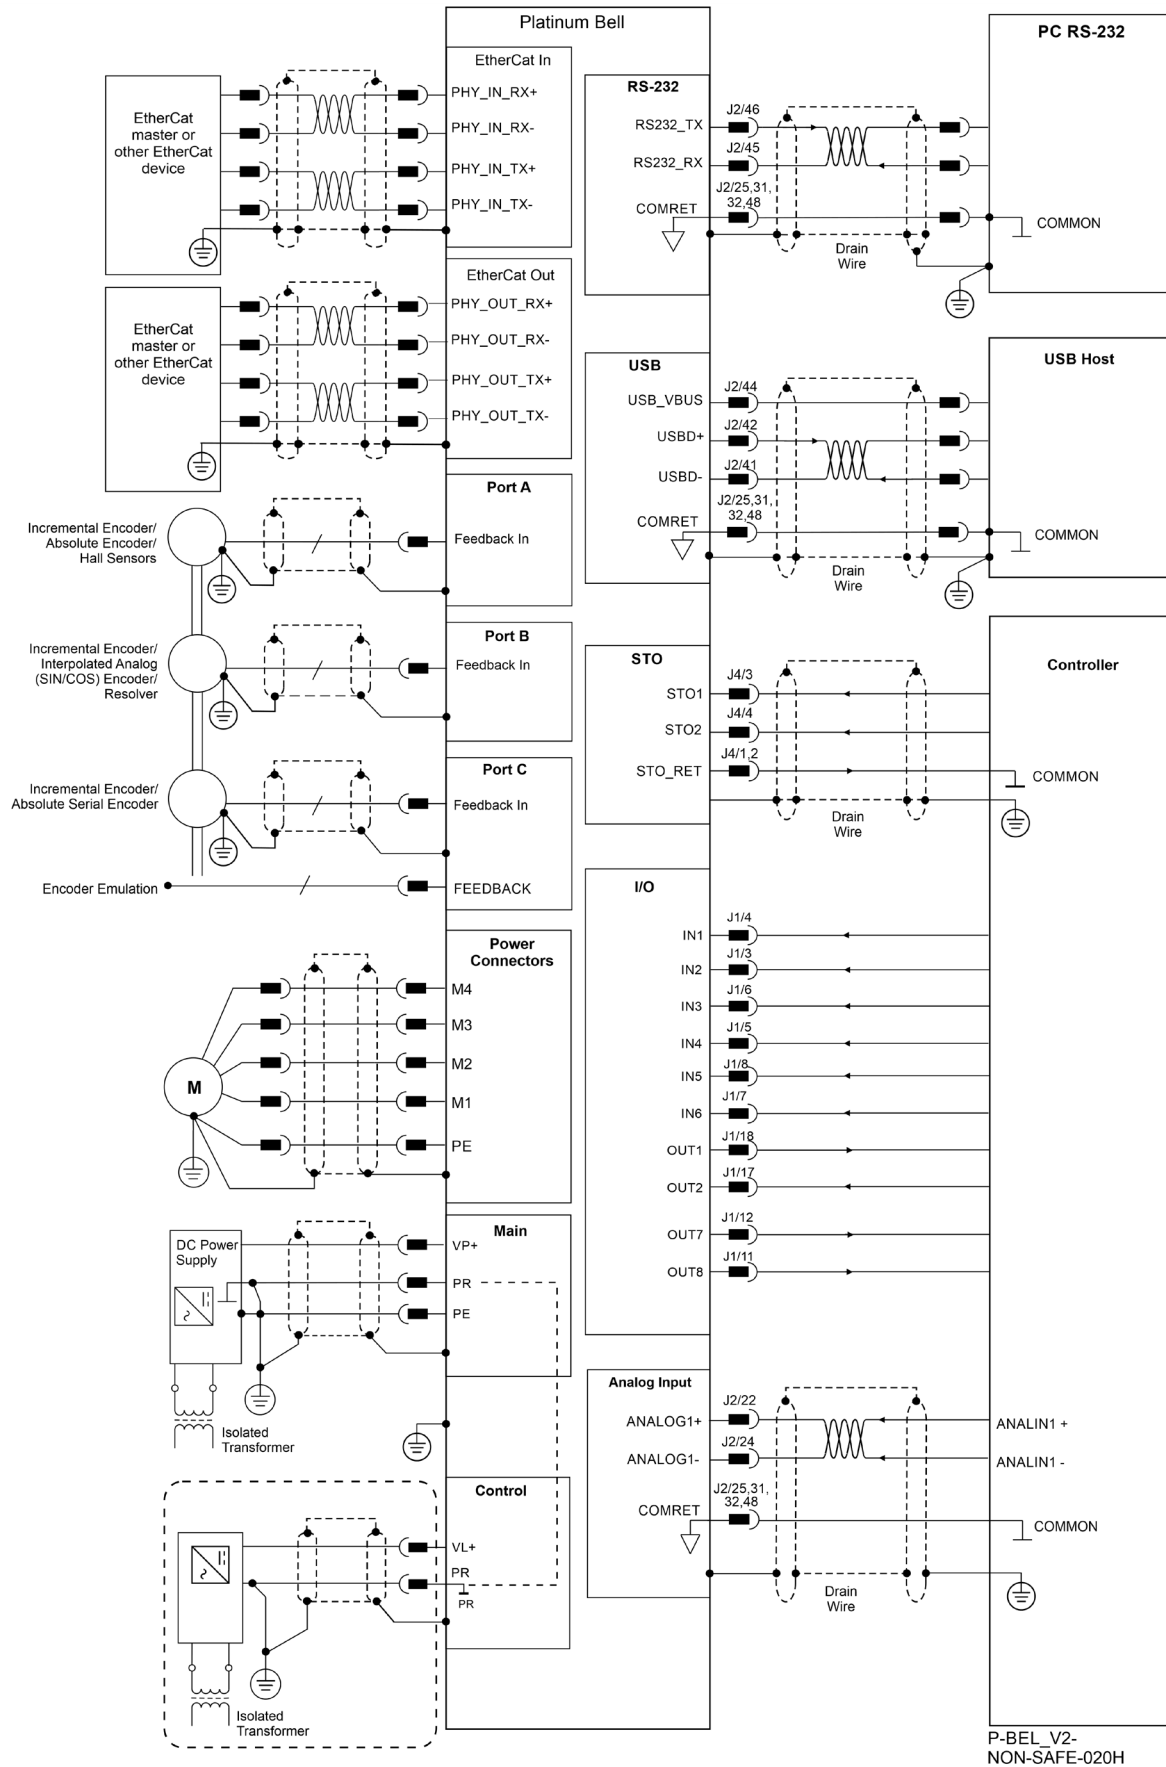 Platinum Bell
EtherCat In
EtherCat
master or
other EtherCat
device
PHY_IN_RX+
PHY_IN_RX-
PHY_IN_TX+
PHY_IN_TX-
EtherCat Out
EtherCat
master or
other EtherCat
device
PHY_OUT_RX+
PHY_OUT_RX-
PHY_OUT_TX+
PHY_OUT_TX-
Port A
Incremental Encoder/
Absolute Encoder/
Hall Sensors
Feedback In
Port B
Incremental Encoder/
Interpolated Analog
(SIN/COS) Encoder/
Resolver
Feedback In
Port C
Incremental Encoder/
Absolute Serial Encoder
Feedback In
Encoder Emulation
FEEDBACK
Power
Connectors
M4
M3
M2
M1
PE
M
Main
DC Power
Supply
VP+
PR
PE
Isolated
Transformer
Control
VL+
PR
PR
Isolated
Transformer
RS-232
PC RS-232
RS232_TX
J2/46
RS232_RX
J2/45
COMRET
J2/25,31,
32,48
COMMON
Drain
Wire
USB
USB Host
USB_VBUS
J2/44
USBD+
J2/42
USBD-
J2/41
COMRET
J2/25,31,
32,48
COMMON
Drain
Wire
STO
Controller
STO1
J4/3
STO2
J4/4
STO_RET
J4/1,2
COMMON
Drain
Wire
I/O
IN1
J1/4
IN2
J1/3
IN3
J1/6
IN4
J1/5
IN5
J1/8
IN6
J1/7
OUT1
J1/18
OUT2
J1/17
OUT7
J1/12
OUT8
J1/11
Analog Input
ANALOG1+
J2/22
ANALIN1 +
ANALOG1-
J2/24
ANALIN1 -
COMRET
J2/25,31,
32,48
COMMON
Drain
Wire
P-BEL_V2-
NON-SAFE-020H